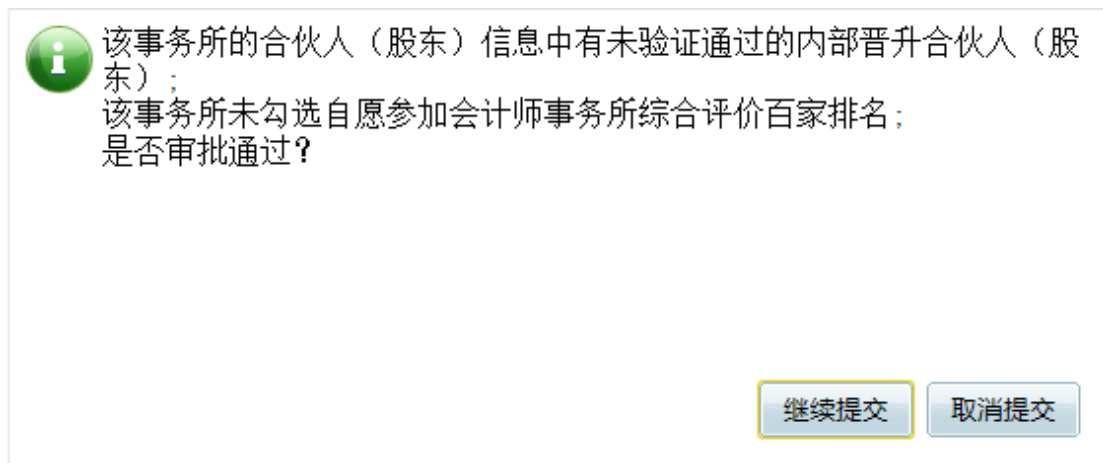 该事务所的合伙人（股东）信息中有未验证通过的内部晋升合伙人（股
东）;
该事务所未勾选自愿参加会计师事务所综合评价百家排名;
是否审批通过?
继续提交
取消提交